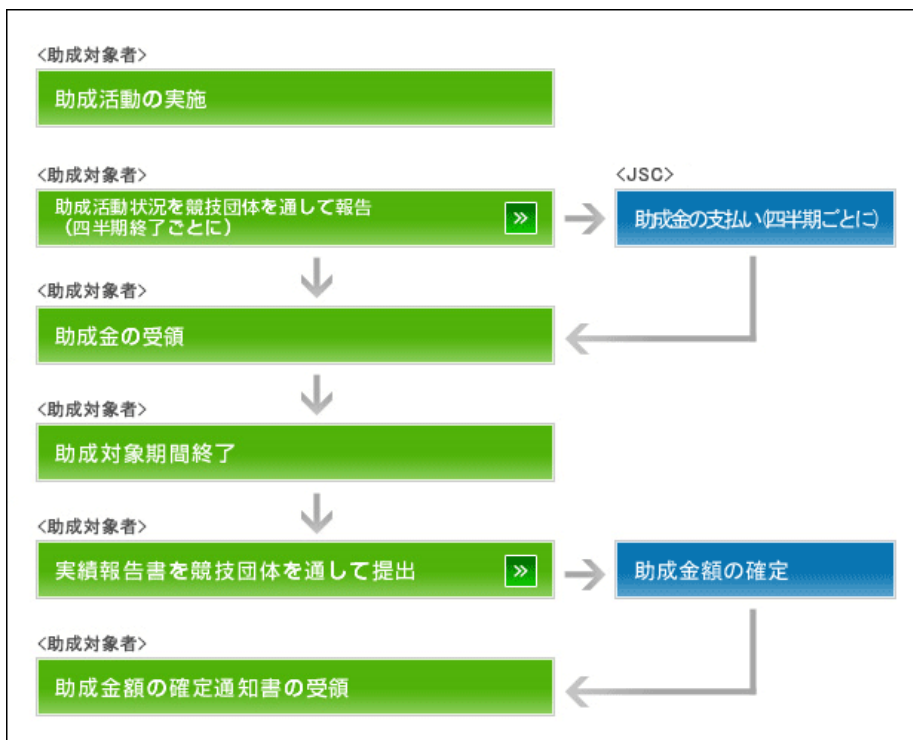 <助成対象者>
助成活動の実施
<助成対象者>
<JSC>
助成活動状況を競技団体を通して報告
(四半期終了ごとに)
»
助成金の支払い(四半期ごとに)
<助成対象者>
助成金の受領
<助成対象者>
助成対象期間終了
<助成対象者>
実績報告書を競技団体を通して提出
»
助成金額の確定
<助成対象者>
助成金額の確定通知書の受領